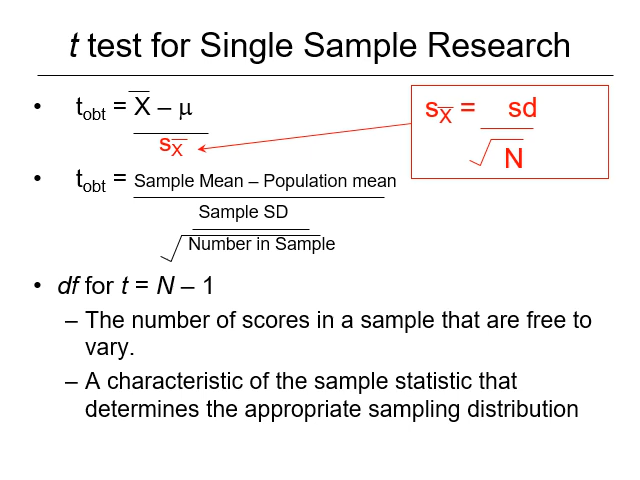 t test for Single Sample Research
• t_obt = X̅ – μ
s_X̅
s_X̅ = sd
√N
• t_obt = Sample Mean – Population mean
Sample SD
√Number in Sample
• df for t = N – 1
– The number of scores in a sample that are free to
vary.
– A characteristic of the sample statistic that
determines the appropriate sampling distribution